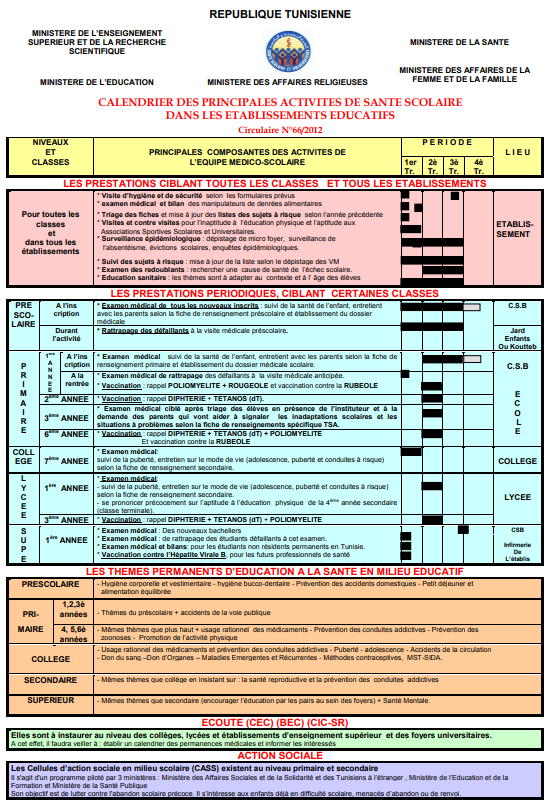 REPUBLIQUE TUNISIENNE
MINISTERE DE L'ENSEIGNEMENT
SUPERIEUR ET DE LA RECHERCHE
SCIENTIFIQUE
MINISTERE DE LA SANTE
MINISTERE DE L'EDUCATION
MINISTERE DES AFFAIRES RELIGIEUSES
MINISTERE DES AFFAIRES DE LA
FEMME ET DE LA FAMILLE
CALENDRIER DES PRINCIPALES ACTIVITES DE SANTE SCOLAIRE
DANS LES ETABLISSEMENTS EDUCATIFS
Circulaire N°66/2012
NIVEAUX
ET
CLASSES
PRINCIPALES COMPOSANTES DES ACTIVITES DE
L'EQUIPE MEDICO-SCOLAIRE
PERIODE
1er Tr.
2è Tr.
3è Tr.
4è Tr.
LIEU
LES PRESTATIONS CIBLANT TOUTES LES CLASSES ET TOUS LES ETABLISSEMENTS
Pour toutes les
classes
et
dans tous les
établissements
* Visite d'hygiène et de sécurité selon les formulaires prévus
* examen médical et bilan des manipulateurs de denrées alimentaires
* Triage des fiches et mise à jour des listes des sujets à risque selon l'année précédente
* Visites et contre visites pour l'inaptitude à l'éducation physique et l'aptitude aux
Associations Sportives Scolaires et Universitaires.
* Surveillance épidémiologique : dépistage de micro foyer, surveillance de
l'absentéisme, évictions scolaires, enquêtes épidémiologiques.
* Suivi des sujets à risque : mise à jour de la liste selon le dépistage des VM
* Examen des redoublants : rechercher une cause de santé de l'échec scolaire.
* Education sanitaire : les thèmes sont à adapter au contexte et à l'âge des élèves
ETABLIS-
SEMENT
LES PRESTATIONS PERIODIQUES, CIBLANT CERTAINES CLASSES
PRE
SCO-
LAIRE
A l'ins
cription
* Examen médical de tous les nouveaux inscrits : suivi de la santé de l'enfant, entretien
avec les parents selon la fiche de renseignement préscolaire et établissement du dossier
médicale
C.S.B
Durant
l'activité
* Rattrapage des défaillants à la visite médicale préscolaire.
Jard
Enfants
Ou Koutteb
PRIMAIRE
1ère
ANNEE
A l'ins
cription
* Examen médical suivi de la santé de l'enfant, entretien avec les parents selon la fiche de
renseignement primaire et établissement du dossier médicale scolaire.
C.S.B
A la
rentrée
* Examen médical de rattrapage des défaillants à la visite médicale anticipée.
* Vaccination : rappel POLIOMYELITE + ROUGEOLE et vaccination contre la RUBEOLE
ECOLE
2ème ANNEE
* Vaccination : rappel DIPHTERIE + TETANOS (dT).
3ème ANNEE
* Examen médical ciblé après triage des élèves en présence de l'instituteur et à la
demande des parents qui vont aider à signaler les inadaptations scolaires et les
situations à problèmes selon la fiche de renseignements spécifique TSA.
6ème ANNEE
* Vaccination : rappel DIPHTERIE + TETANOS (dT) + POLIOMYELITE
Et vaccination contre la RUBEOLE
COLL
EGE
7ème ANNEE
* Examen médical:
suivi de la puberté, entretien sur le mode de vie (adolescence, puberté et conduites à risque)
selon la fiche de renseignement secondaire.
COLLEGE
LYCEE
1ère ANNEE
* Examen médical:
- suivi de la puberté, entretien sur le mode de vie (adolescence, puberté et conduites à risque)
selon la fiche de renseignement secondaire.
- se prononcer précocement sur l'aptitude à l'éducation physique de la 4ème année secondaire
(classe terminale).
LYCEE
3ème ANNEE
* Vaccination : rappel DIPHTERIE + TETANOS (dT) + POLIOMYELITE
SUPE
1ère ANNEE
* Examen médical : Des nouveaux bacheliers
* Examen médical : de rattrapage des étudiants défaillants à cet examen.
* Examen médical et bilans: pour les étudiants non résidents permanents en Tunisie.
* Vaccination contre l'Hépatite Virale B, pour les futurs professionnels de santé
CSB
Infirmerie
De
L'établis
LES THEMES PERMANENTS D'EDUCATION A LA SANTE EN MILIEU EDUCATIF
PRESCOLAIRE
- Hygiène corporelle et vestimentaire - hygiène bucco-dentaire - Prévention des accidents domestiques - Petit déjeuner et
alimentation équilibrée
PRI-
MAIRE
1,2,3è
années
- Thèmes du préscolaire + accidents de la voie publique
4, 5,6è
années
- Mêmes thèmes que plus haut + usage rationnel des médicaments - Prévention des conduites addictives - Prévention des
zoonoses - Promotion de l'activité physique
COLLEGE
- Usage rationnel des médicaments et prévention des conduites addictives - Puberté - adolescence - Accidents de la circulation
- Don du sang –Don d'Organes – Maladies Emergentes et Récurrentes - Méthodes contraceptives, MST-SIDA.
SECONDAIRE
- Mêmes thèmes que collège en insistant sur : la santé reproductive et la prévention des conduites addictives
SUPERIEUR
- Mêmes thèmes que secondaire (encourager l'éducation par les pairs au sein des foyers) + Santé Mentale.
ECOUTE (CEC) (BEC) (CIC-SR)
Elles sont à instaurer au niveau des collèges, lycées et établissements d'enseignement supérieur et des foyers universitaires.
A cet effet, il faudra veiller à : établir un calendrier des permanences médicales et informer les intéressés
ACTION SOCIALE
Les Cellules d'action sociale en milieu scolaire (CASS) existent au niveau primaire et secondaire
Il s'agit d'un programme piloté par 3 ministères : Ministère des Affaires Sociales et de la Solidarité et des Tunisiens à l'étranger , Ministère de l'Education et de la
Formation et Ministère de la Santé Publique
Son objectif est de lutter contre l'abandon scolaire précoce. Il s'intéresse aux enfants déjà en difficulté scolaire, menacés d'abandon ou de renvoi.